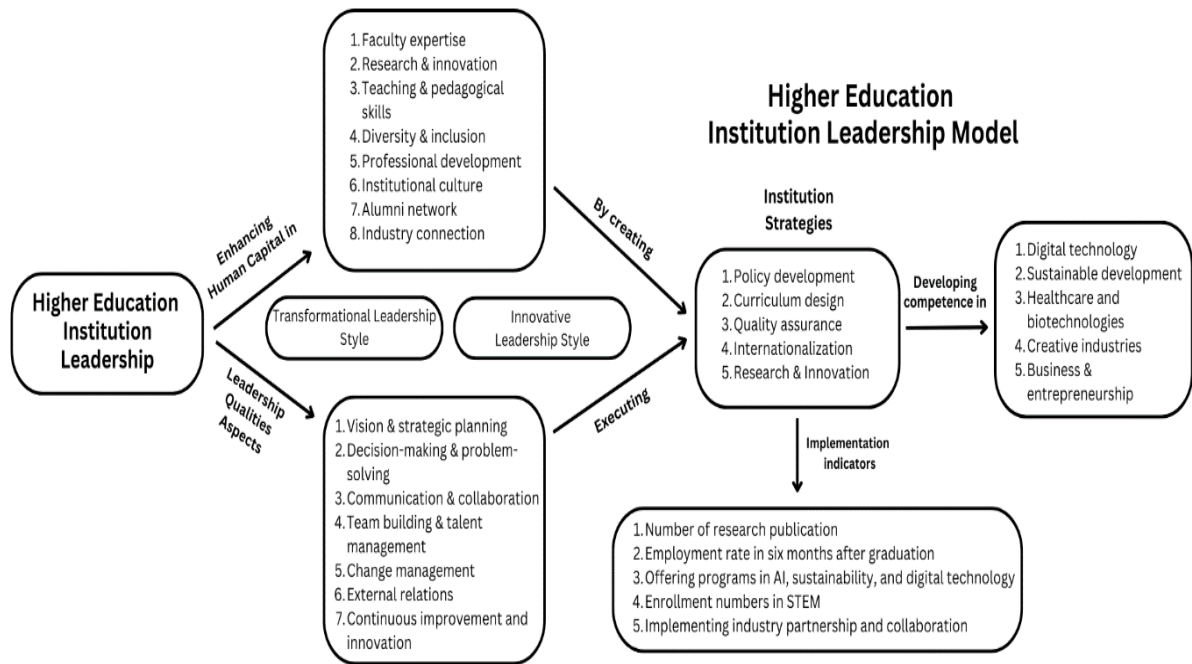 Higher Education
Institution Leadership Model
1. Faculty expertise
2. Research & innovation
3. Teaching & pedagogical
skills
4. Diversity & inclusion
5. Professional development
6. Institutional culture
7. Alumni network
8. Industry connection
Enhancing
Human Capital in
By creating
Higher Education
Institution
Leadership
Transformational Leadership
Style
Innovative
Leadership Style
Institution
Strategies
1. Policy development
2. Curriculum design
3. Quality assurance
4. Internationalization
5. Research & Innovation
Developing
competence in
1. Digital technology
2. Sustainable development
3. Healthcare and
biotechnologies
4. Creative industries
5. Business &
entrepreneurship
Leadership
Qualities
Aspects
Executing
1. Vision & strategic planning
2. Decision-making & problem-
solving
3. Communication & collaboration
4. Team building & talent
management
5. Change management
6. External relations
7. Continuous improvement and
innovation
Implementation
indicators
1. Number of research publication
2. Employment rate in six months after graduation
3. Offering programs in AI, sustainability, and digital technology
4. Enrollment numbers in STEM
5. Implementing industry partnership and collaboration